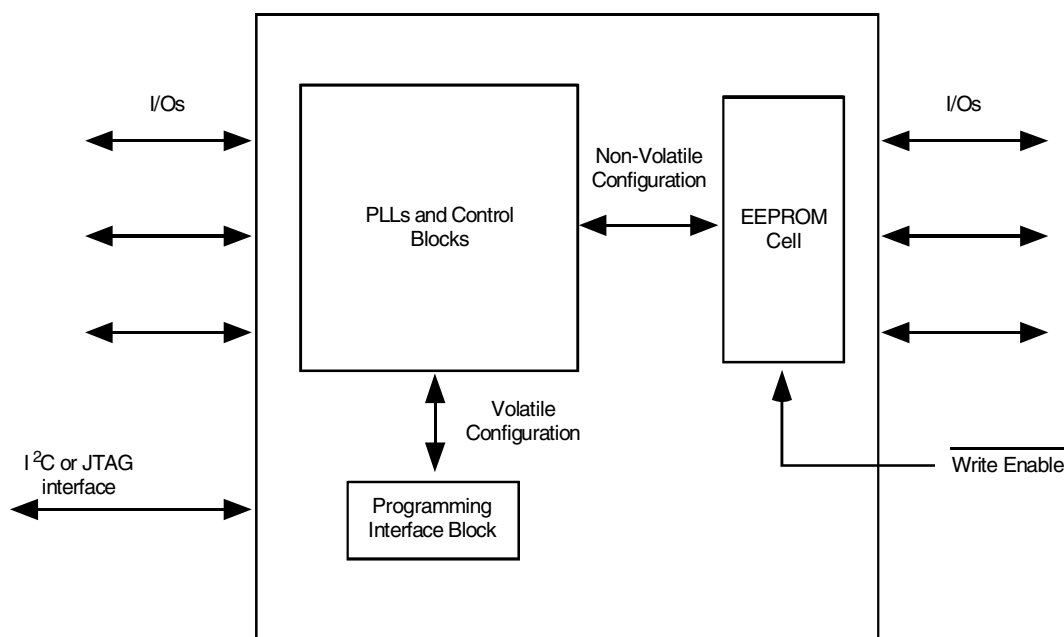 I/Os
I/Os
Non-Volatile
Configuration
PLLs and Control
Blocks
EEPROM
Cell
Volatile
Configuration
I²C or JTAG
interface
Write Enable
Programming
Interface Block